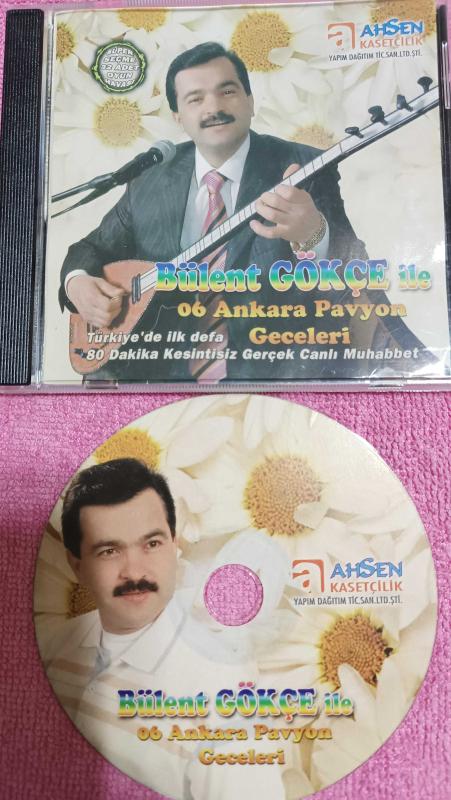 SÜPER
SEÇME
32 ADET
OYUN
HAVASI
a AHSEN
KASETÇİLİK
YAPIM DAĞITIM TİC.SAN.LTD.ŞTİ.
Bülent GÖKÇE ile
06 Ankara Pavyon
Geceleri
Türkiye'de ilk defa
80 Dakika Kesintisiz Gerçek Canlı Muhabbet
a AHSEN
KASETÇİLİK
YAPIM DAĞITIM TİC.SAN.LTD.ŞTİ.
Bülent GÖKÇE ile
06 Ankara Pavyon
Geceleri